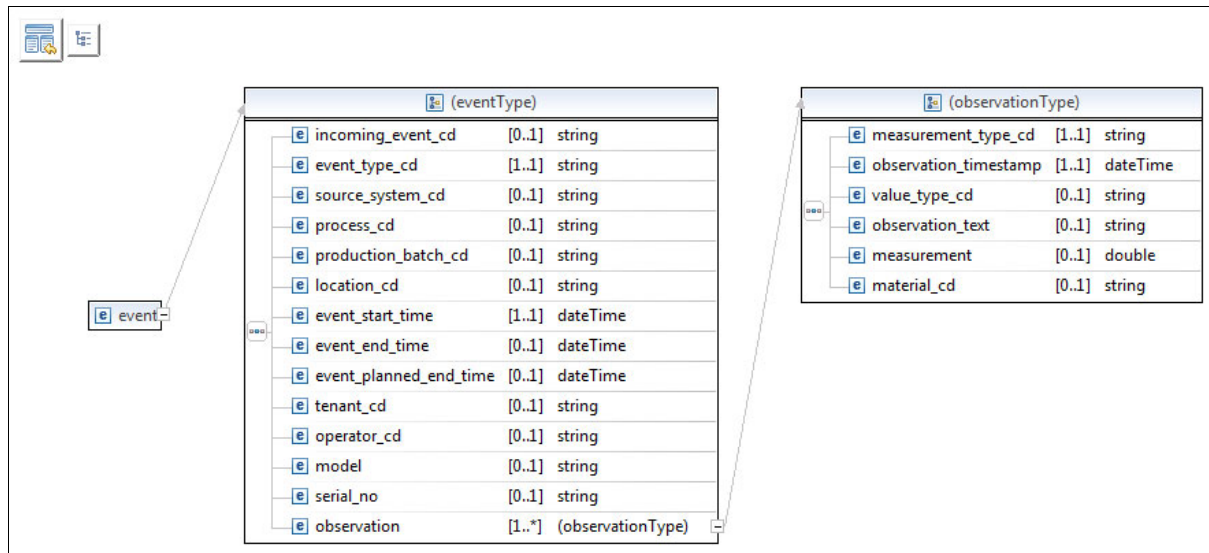 (eventType)
incoming_event_cd [0..1] string
event_type_cd [1..1] string
source_system_cd [0..1] string
process_cd [0..1] string
production_batch_cd [0..1] string
location_cd [0..1] string
event_start_time [1..1] dateTime
event_end_time [0..1] dateTime
event_planned_end_time [0..1] dateTime
tenant_cd [0..1] string
operator_cd [0..1] string
model [0..1] string
serial_no [0..1] string
observation [1..*] (observationType)
e event
(observationType)
measurement_type_cd [1..1] string
observation_timestamp [1..1] dateTime
value_type_cd [0..1] string
observation_text [0..1] string
measurement [0..1] double
material_cd [0..1] string